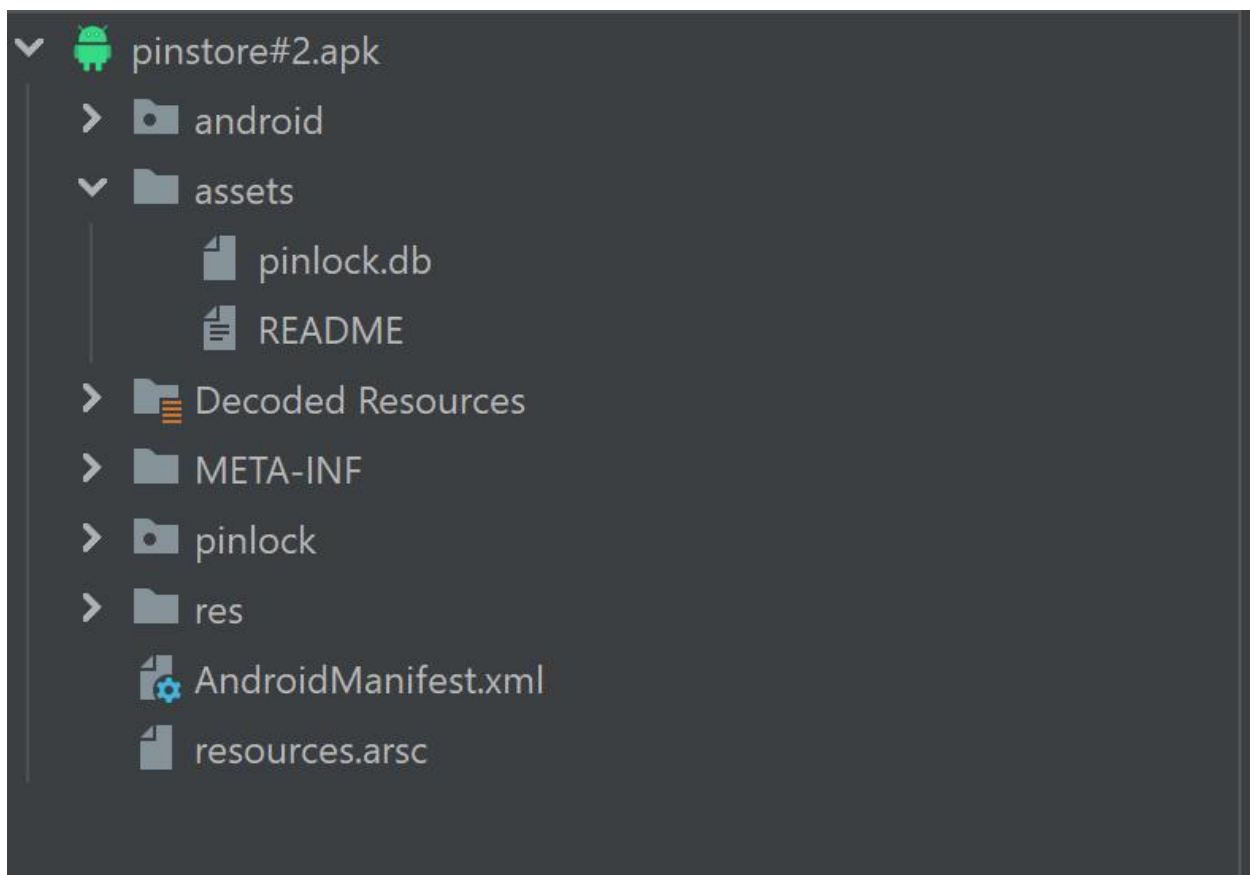 pinstore#2.apk
android
assets
pinlock.db
README
Decoded Resources
META-INF
pinlock
res
AndroidManifest.xml
resources.arsc